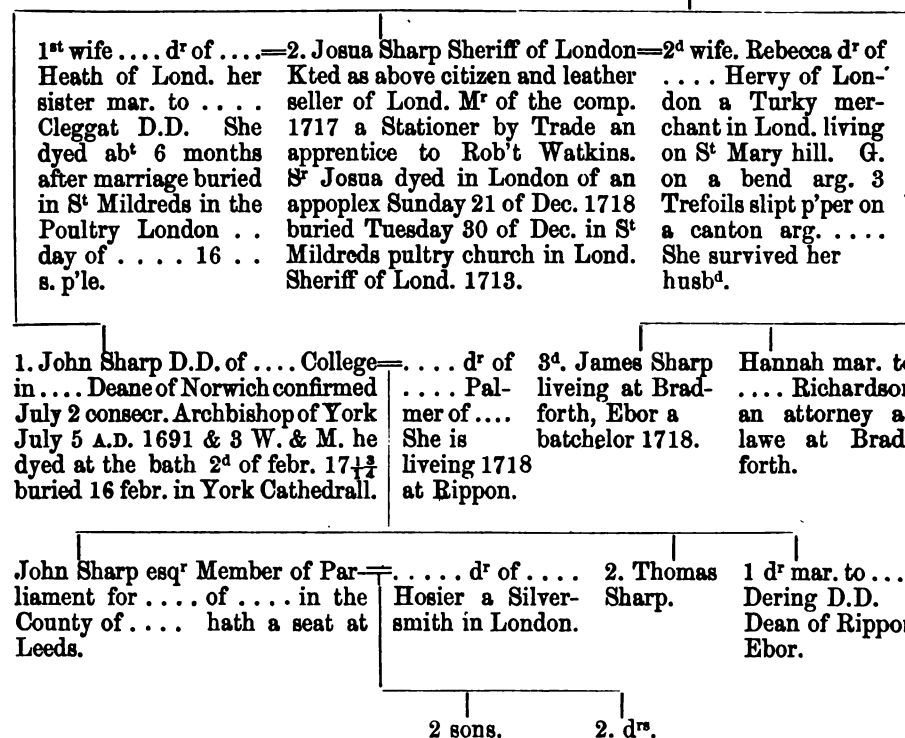 1st wife .... dr of ....=
Heath of Lond. her
sister mar. to ....
Cleggat D.D. She
dyed abt 6 months
after marriage buried
in St Mildreds in the
Poultry London ..
day of .... 16 ..
s. p'le.
2. Josua Sharp Sheriff of London=
Kted as above citizen and leather
seller of Lond. Mr of the comp.
1717 a Stationer by Trade an
apprentice to Rob't Watkins.
Sr Josua dyed in London of an
appoplex Sunday 21 of Dec. 1718
buried Tuesday 30 of Dec. in St
Mildreds pultry church in Lond.
Sheriff of Lond. 1713.
2d wife. Rebecca dr of
.... Hervy of Lon-
don a Turky mer-
chant in Lond. living
on St Mary hill. G.
on a bend arg. 3
Trefoils slipt p'per on
a canton arg. ....
She survived her
husbd.
1. John Sharp D.D. of .... College=
in .... Deane of Norwich confirmed
July 2 consecr. Archbishop of York
July 5 A.D. 1691 & 3 W. & M. he
dyed at the bath 2d of febr. 17 13/14
buried 16 febr. in York Cathedrall.
.... dr of
.... Pal-
mer of ....
She is
liveing 1718
at Rippon.
3d. James Sharp
liveing at Brad-
forth, Ebor a
batchelor 1718.
Hannah mar. to
.... Richardson
an attorney a
lawe at Brad
forth.
John Sharp esqr Member of Par-=
liament for .... of .... in the
County of .... hath a seat at
Leeds.
..... dr of ....
Hosier a Silver-
smith in London.
2. Thomas
Sharp.
1 dr mar. to ...
Dering D.D.
Dean of Rippon
Ebor.
2 sons.
2. drs.